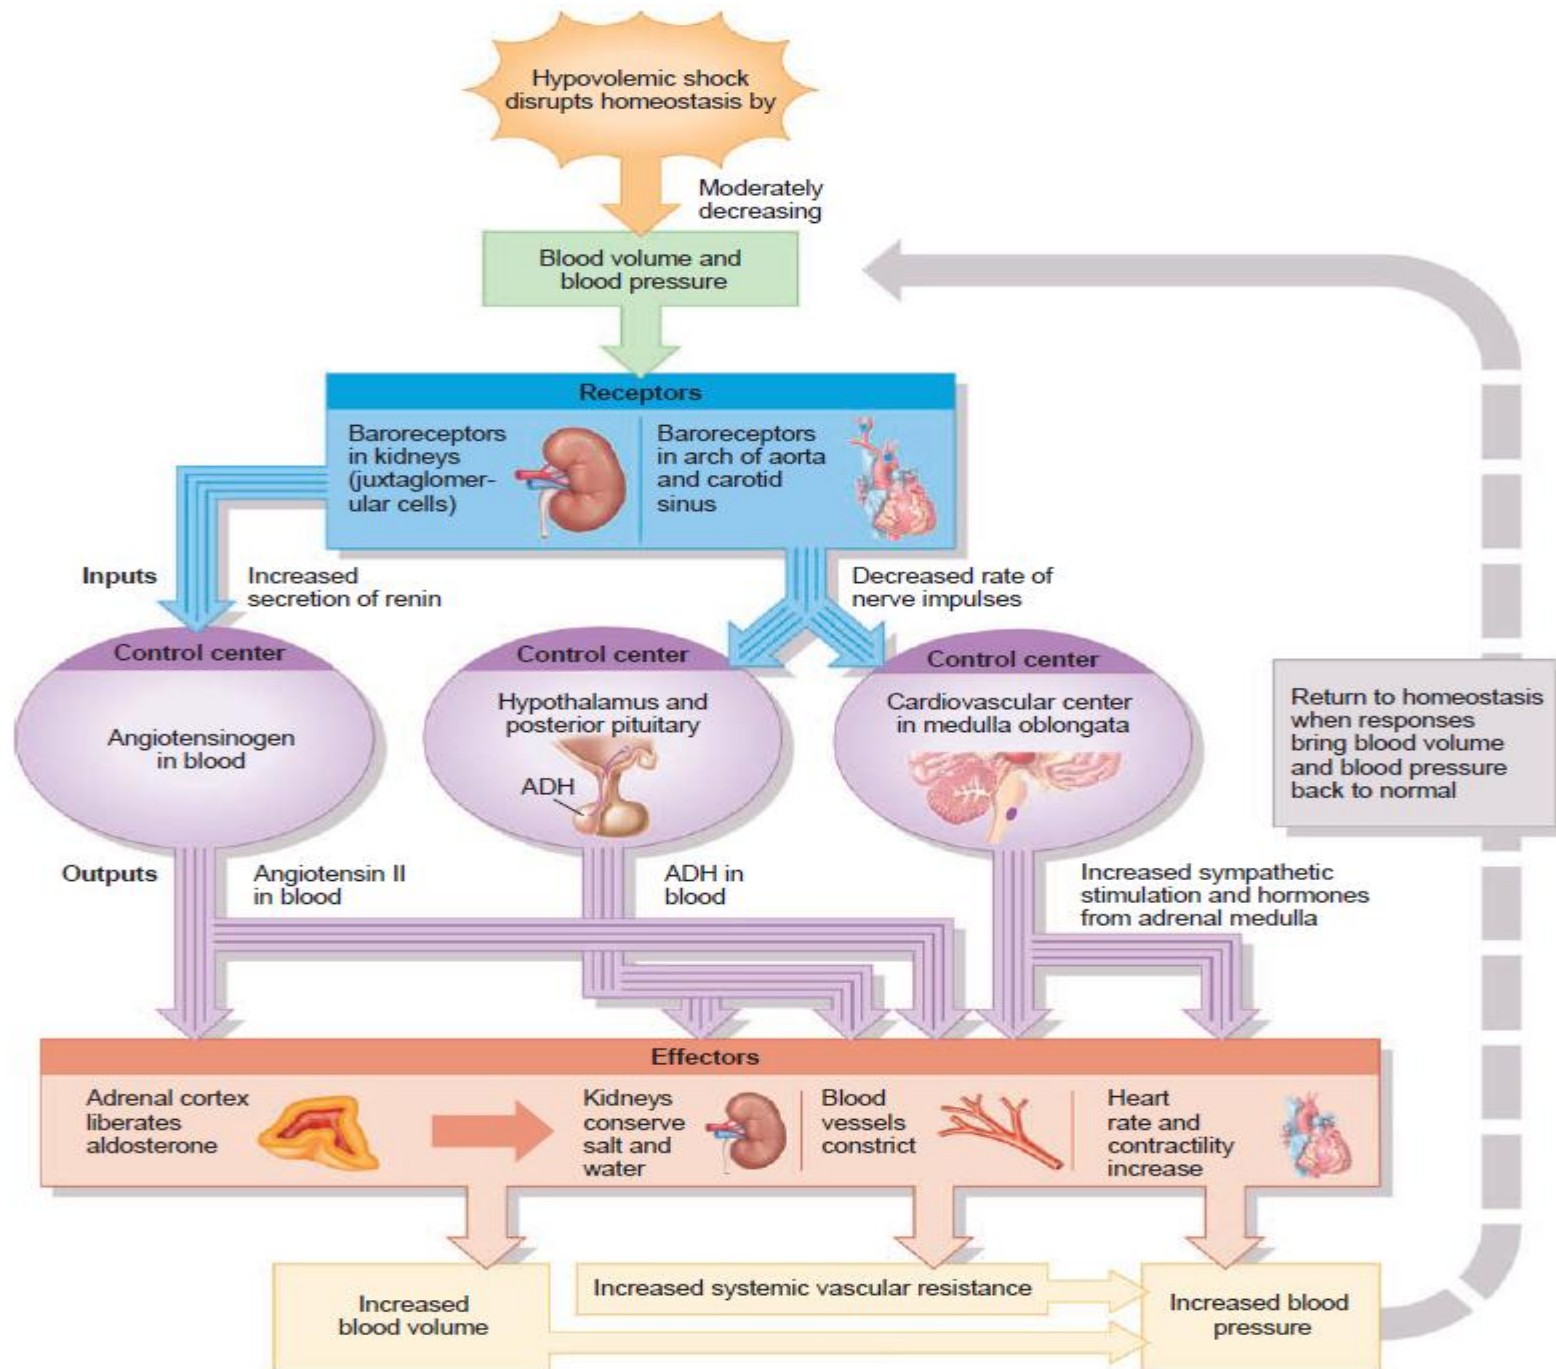 Hypovolemic shock
disrupts homeostasis by
Moderately
decreasing
Blood volume and
blood pressure
Receptors
Baroreceptors
in kidneys
(juxtaglomer-
ular cells)
Baroreceptors
in arch of aorta
and carotid
sinus
Inputs
Increased
secretion of renin
Decreased rate of
nerve impulses
Control center
Angiotensinogen
in blood
Control center
Hypothalamus and
posterior pituitary
ADH
Control center
Cardiovascular center
in medulla oblongata
Return to homeostasis
when responses
bring blood volume
and blood pressure
back to normal
Outputs
Angiotensin II
in blood
ADH in
blood
Increased sympathetic
stimulation and hormones
from adrenal medulla
Effectors
Adrenal cortex
liberates
aldosterone
Kidneys
conserve
salt and
water
Blood
vessels
constrict
Heart
rate and
contractility
increase
Increased
blood volume
Increased systemic vascular resistance
Increased blood
pressure